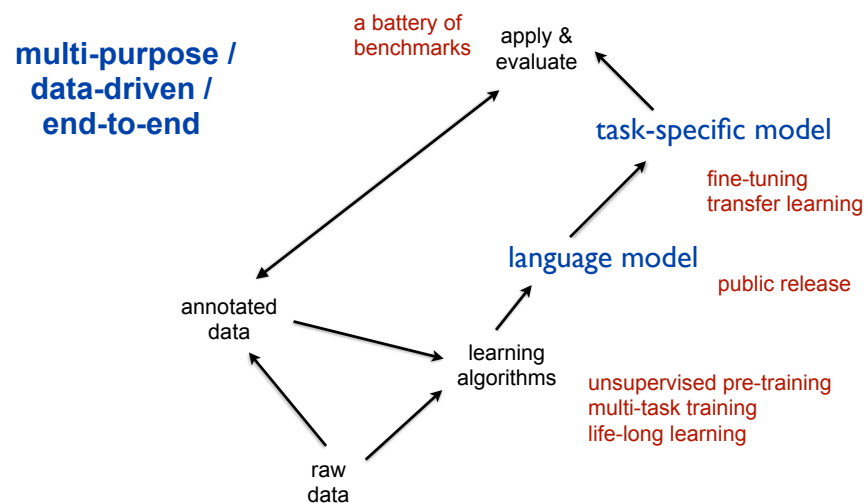 multi-purpose /
data-driven /
end-to-end
a battery of
benchmarks
apply &
evaluate
task-specific model
fine-tuning
transfer learning
language model
public release
annotated
data
learning
algorithms
unsupervised pre-training
multi-task training
life-long learning
raw
data